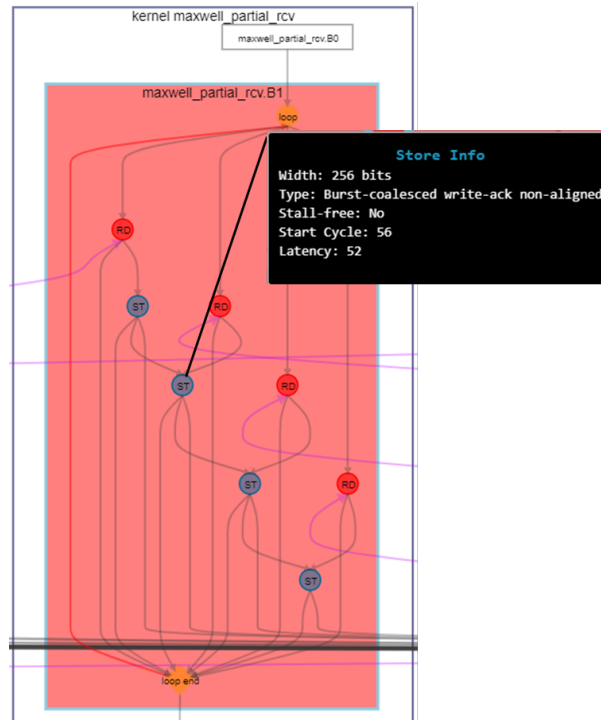 kernel maxwell_partial_rcv
maxwell_partial_rcv.B0
maxwell_partial_rcv.B1
loop
Store Info
Width: 256 bits
Type: Burst-coalesced write-ack non-aligned
Stall-free: No
Start Cycle: 56
Latency: 52
RD
ST
RD
ST
RD
ST
RD
ST
loop end